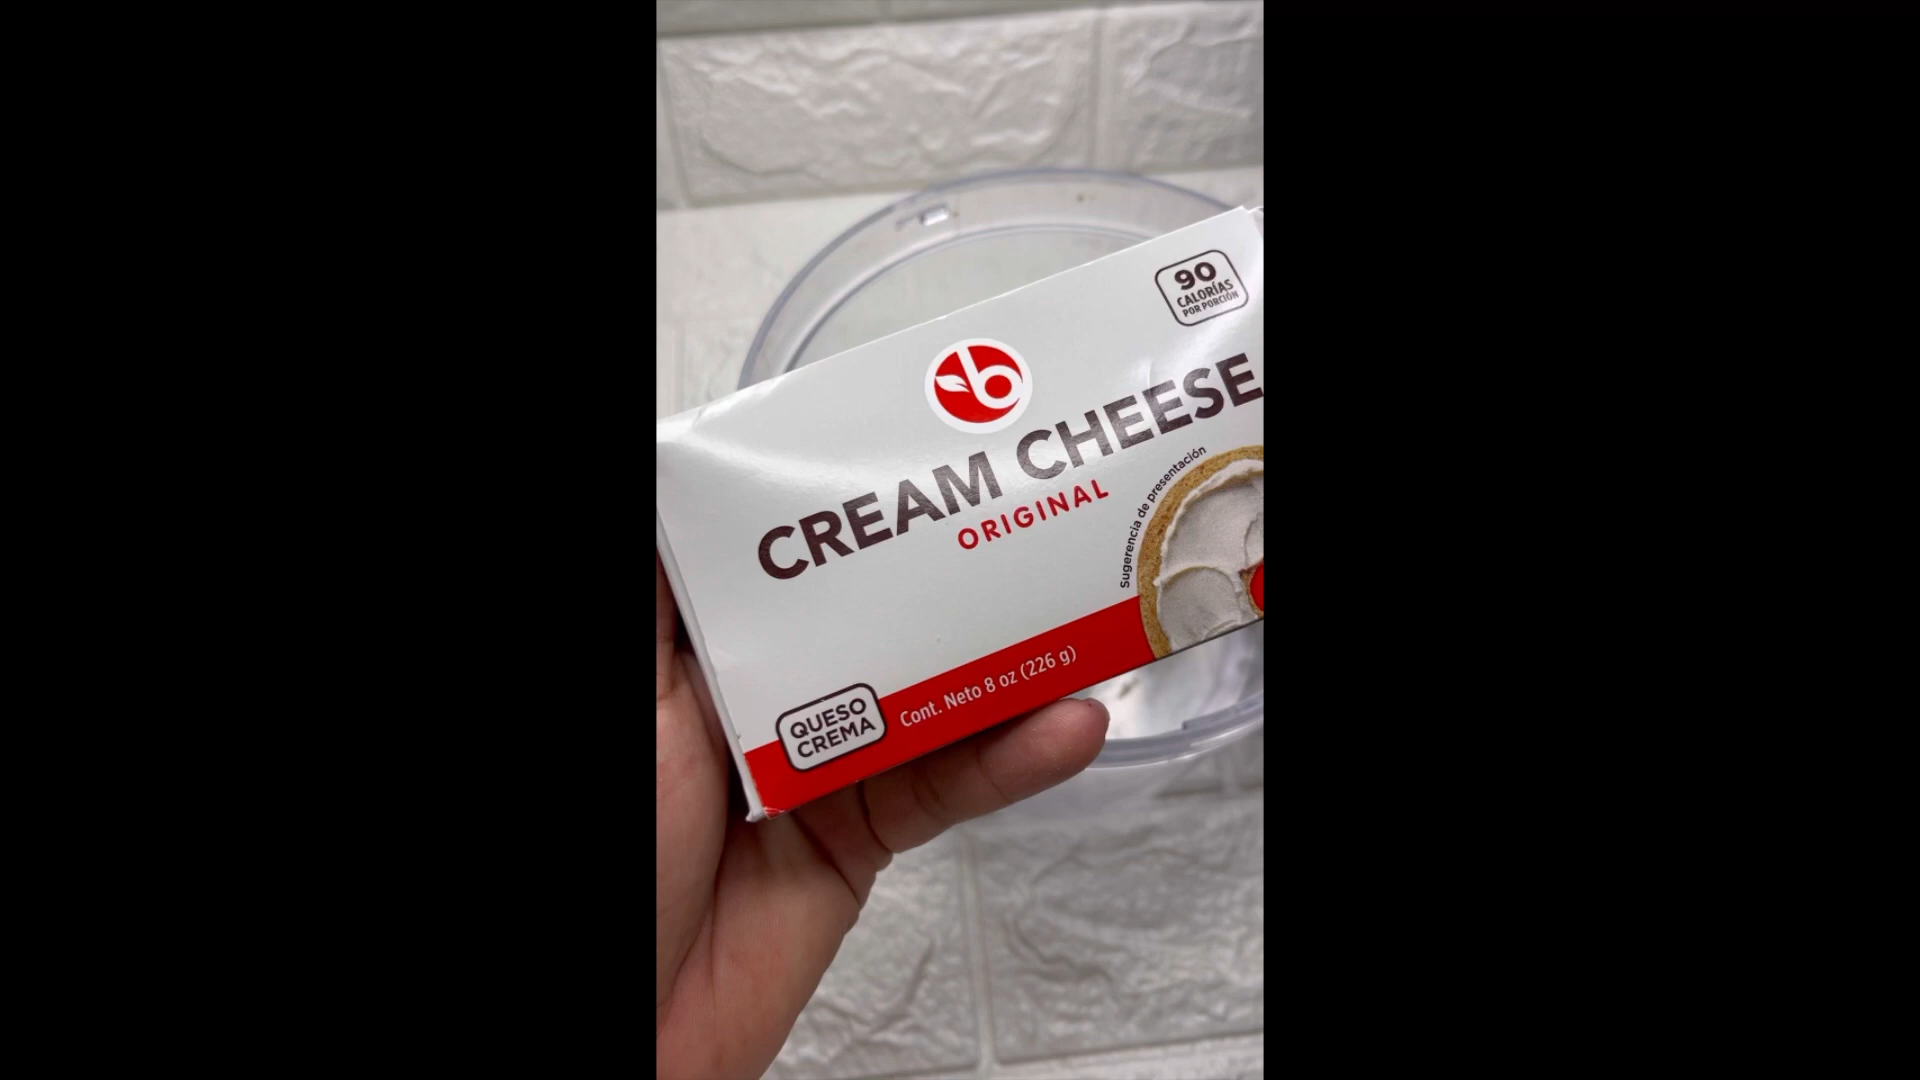 90
CALORÍAS
POR PORCIÓN
b
CREAM CHEESE
ORIGINAL
Sugerencia de presentación
QUESO
CREMA
Cont. Neto 8 oz (226 g)